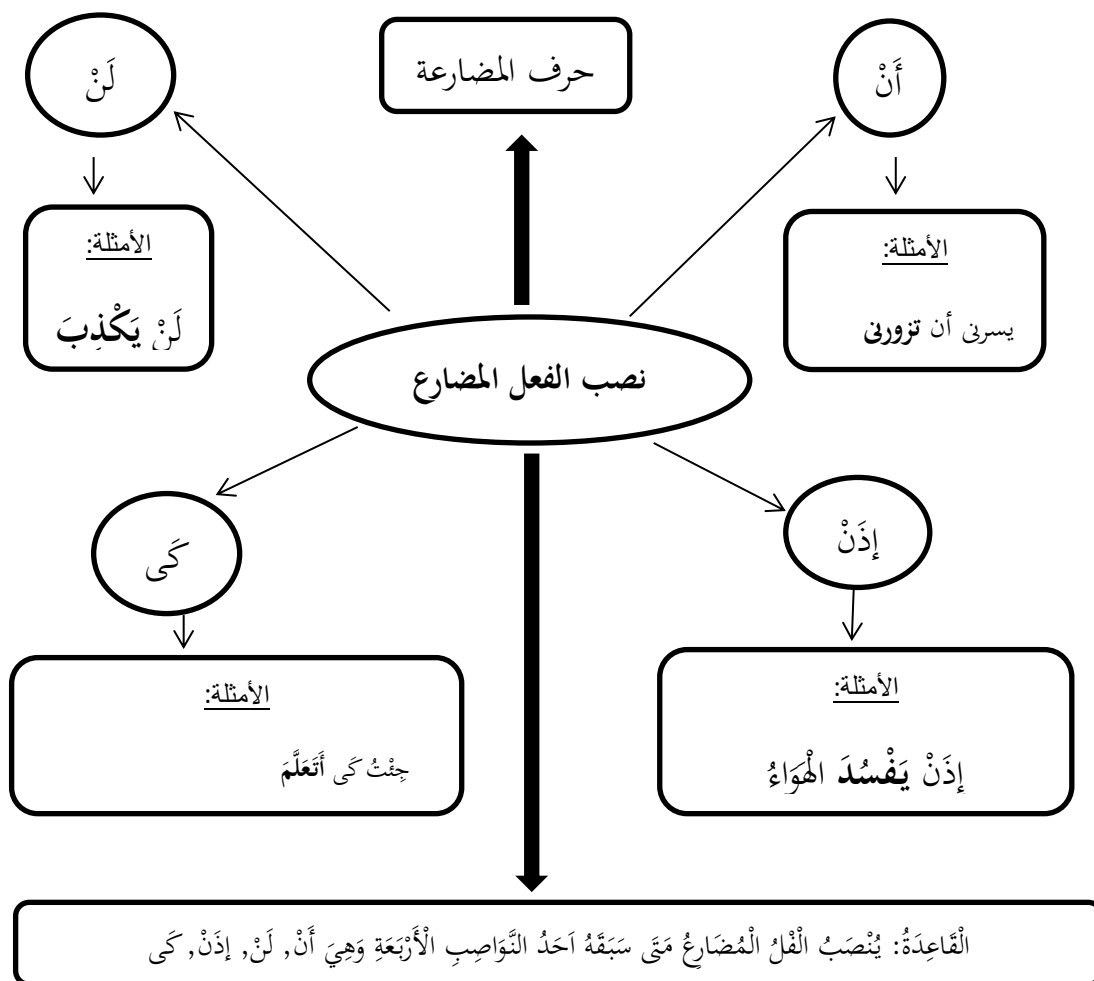 حرف المضارعة
أَنْ
لَنْ
الأمثلة:
يسرنى أن تزورنى
الأمثلة:
لَنْ يَكْذِبَ
نصب الفعل المضارع
إِذَنْ
كَى
الأمثلة:
إِذَنْ يَفْسُدَ الْهَوَاءُ
الأمثلة:
جِئْتُ كَى أَتَعَلَّمَ
الْقَاعِدَةُ: يُنْصَبُ الْفْلُ الْمُضَارِعُ مَتَى سَبَقَهُ اَحَدُ النَّوَاصِبِ الْأَرْبَعَةِ وَهِيَ أَنْ, لَنْ, إِذَنْ, كَى